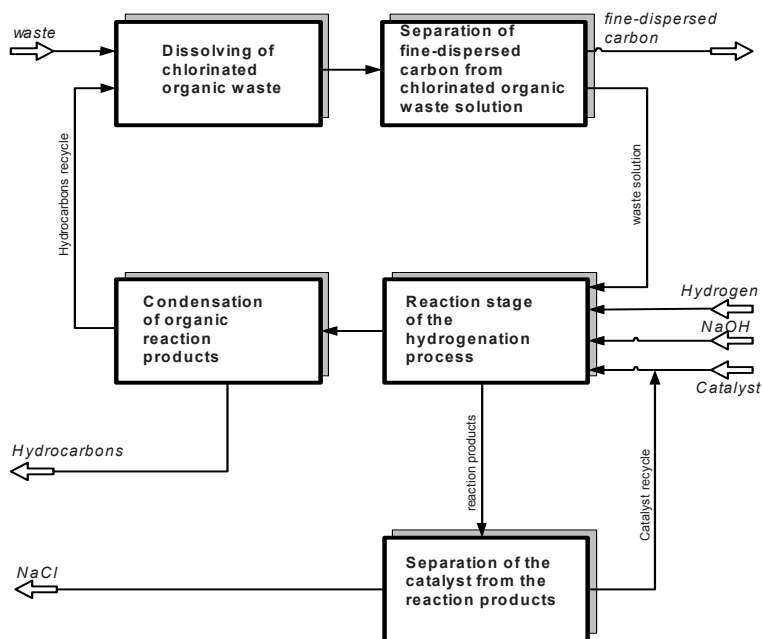 waste
Dissolving of
chlorinated
organic waste
Separation of
fine-dispersed
carbon from
chlorinated organic
waste solution
fine-dispersed
carbon
Hydrocarbons recycle
waste solution
Condensation
of organic
reaction
products
Reaction stage
of the
hydrogenation
process
Hydrogen
NaOH
Catalyst
Hydrocarbons
reaction products
Catalyst recycle
NaCl
Separation of the
catalyst from the
reaction products